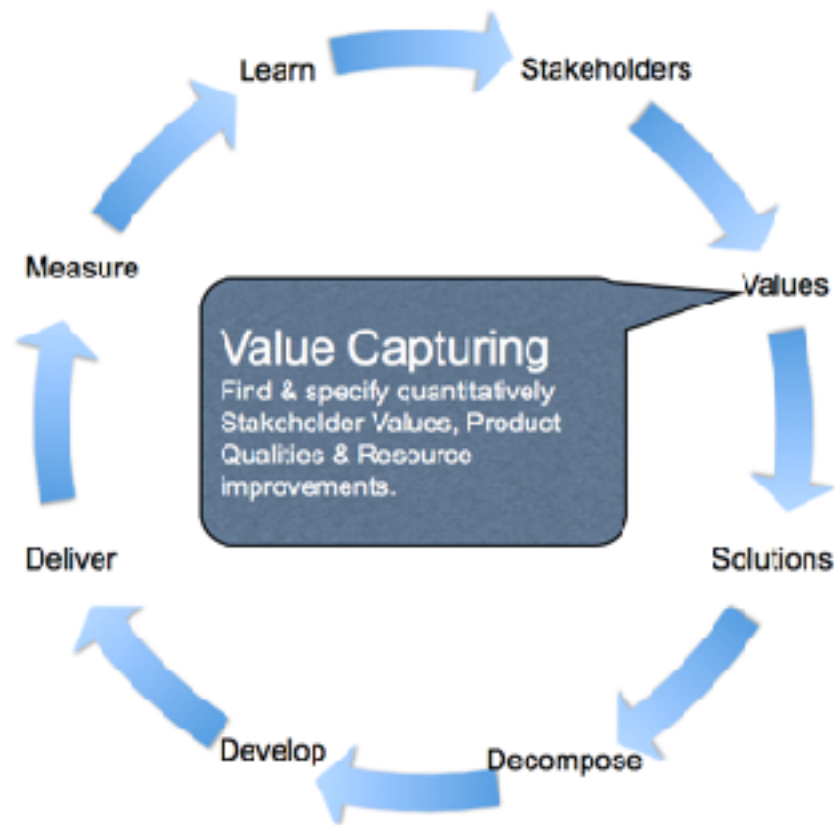 Learn
Stakeholders
Measure
Values
Value Capturing
Find & specify quantitatively
Stakeholder Values, Product
Qualities & Resource
improvements.
Deliver
Solutions
Develop
Decompose